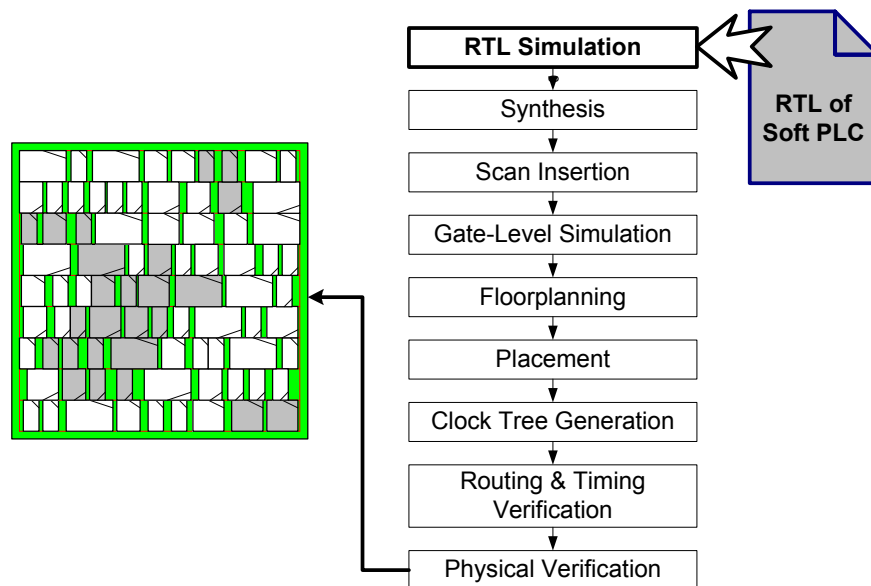 RTL Simulation
RTL of
Soft PLC
Synthesis
Scan Insertion
Gate-Level Simulation
Floorplanning
Placement
Clock Tree Generation
Routing & Timing
Verification
Physical Verification